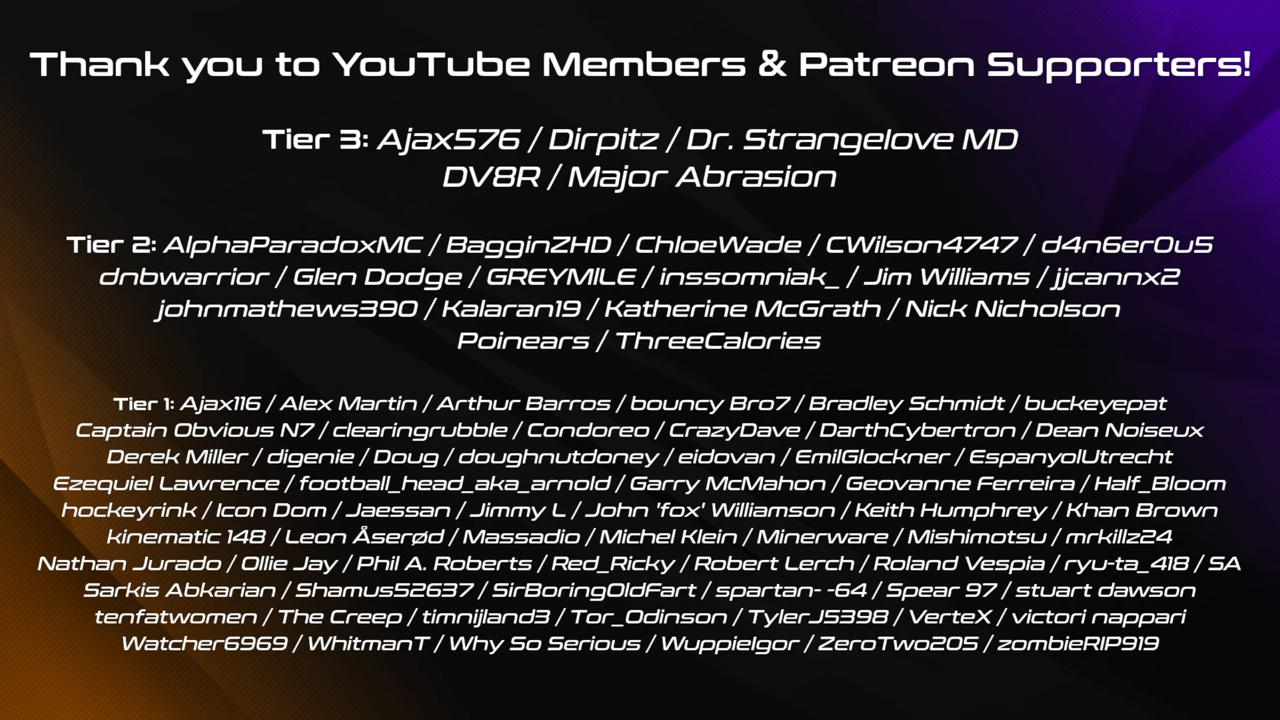 Thank you to YouTube Members & Patreon Supporters!
Tier 3: Ajax576 / Dirpitz / Dr. Strangelove MD
DV8R / Major Abrasion
Tier 2: AlphaParadoxMC / BagginZHD / ChloeWade / CWilson4747 / d4n6er0u5
dnbwarrior / Glen Dodge / GREYM1LE / inssomniak_ / Jim Williams / jjcannx2
johnmathews390 / Kalaran19 / Katherine McGrath / Nick Nicholson
Poinears / ThreeCalories
Tier 1: Ajax116 / Alex Martin / Arthur Barros / bouncy Bro7 / Bradley Schmidt / buckeyepat
Captain Obvious N7 / clearingrubble / Condoreo / CrazyDave / DarthCybertron / Dean Noiseux
Derek Miller / digenie / Doug / doughnutdoney / eidovan / EmilGlockner / EspanyolUtrecht
Ezequiel Lawrence / football_head_aka_arnold / Garry McMahon / Geovanne Ferreira / Half_Bloom
hockeyrink / Icon Dom / Jaessan / Jimmy L / John 'fox' Williamson / Keith Humphrey / Khan Brown
kinematic 148 / Leon Åserød / Massadio / Michel Klein / Minerware / Mishimotsu / mrkillz24
Nathan Jurado / Ollie Jay / Phil A. Roberts / Red_Ricky / Robert Lerch / Roland Vespia / ryu-ta_418 / SA
Sarkis Abkarian / Shamus52637 / SirBoringOldFart / spartan- -64 / Spear 97 / stuart dawson
tenfatwomen / The Creep / timnijland3 / Tor_Odinson / TylerJ5398 / VerteX / victori nappari
Watcher6969 / WhitmanT / Why So Serious / WuppieIgor / ZeroTwo205 / zombieRIP919